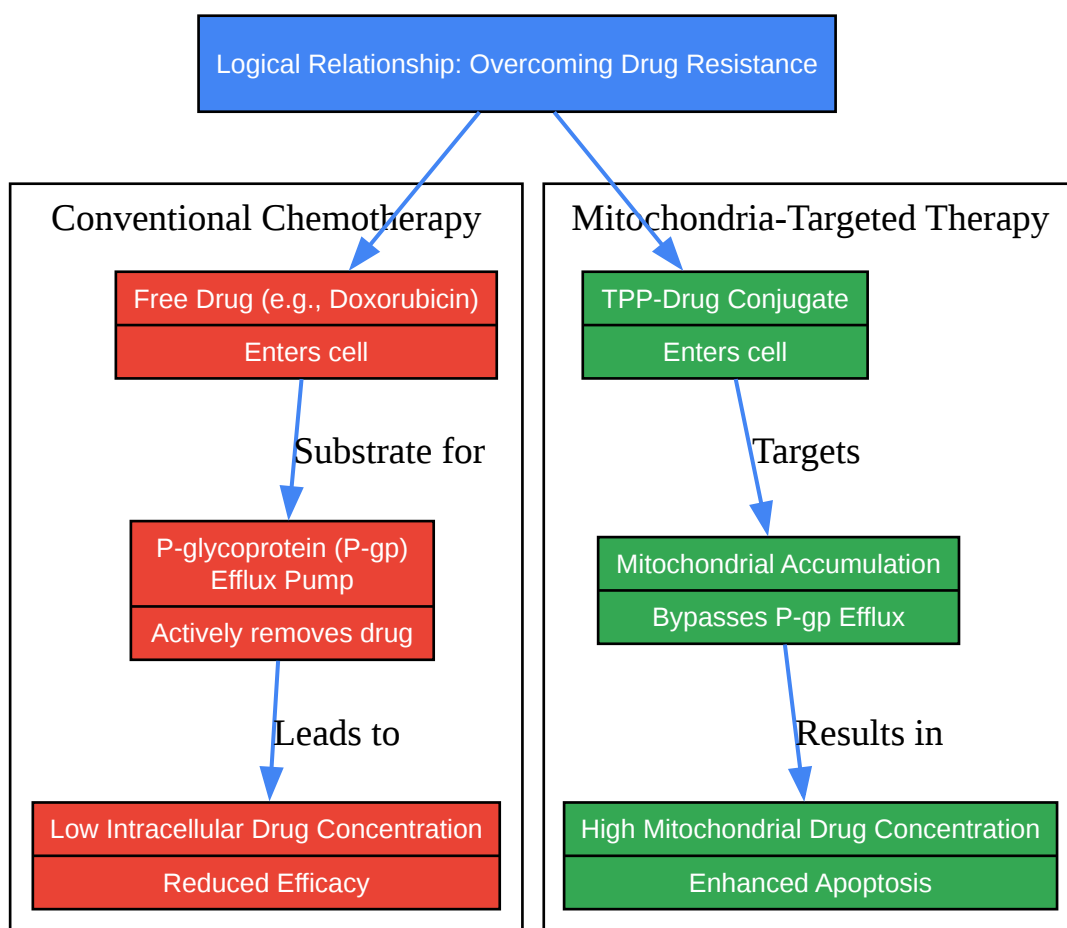 Logical Relationship: Overcoming Drug Resistance
Conventional Chemotherapy
Free Drug (e.g., Doxorubicin)
Enters cell
Substrate for
P-glycoprotein (P-gp)
Efflux Pump
Actively removes drug
Leads to
Low Intracellular Drug Concentration
Reduced Efficacy
Mitochondria-Targeted Therapy
TPP-Drug Conjugate
Enters cell
Targets
Mitochondrial Accumulation
Bypasses P-gp Efflux
Results in
High Mitochondrial Drug Concentration
Enhanced Apoptosis